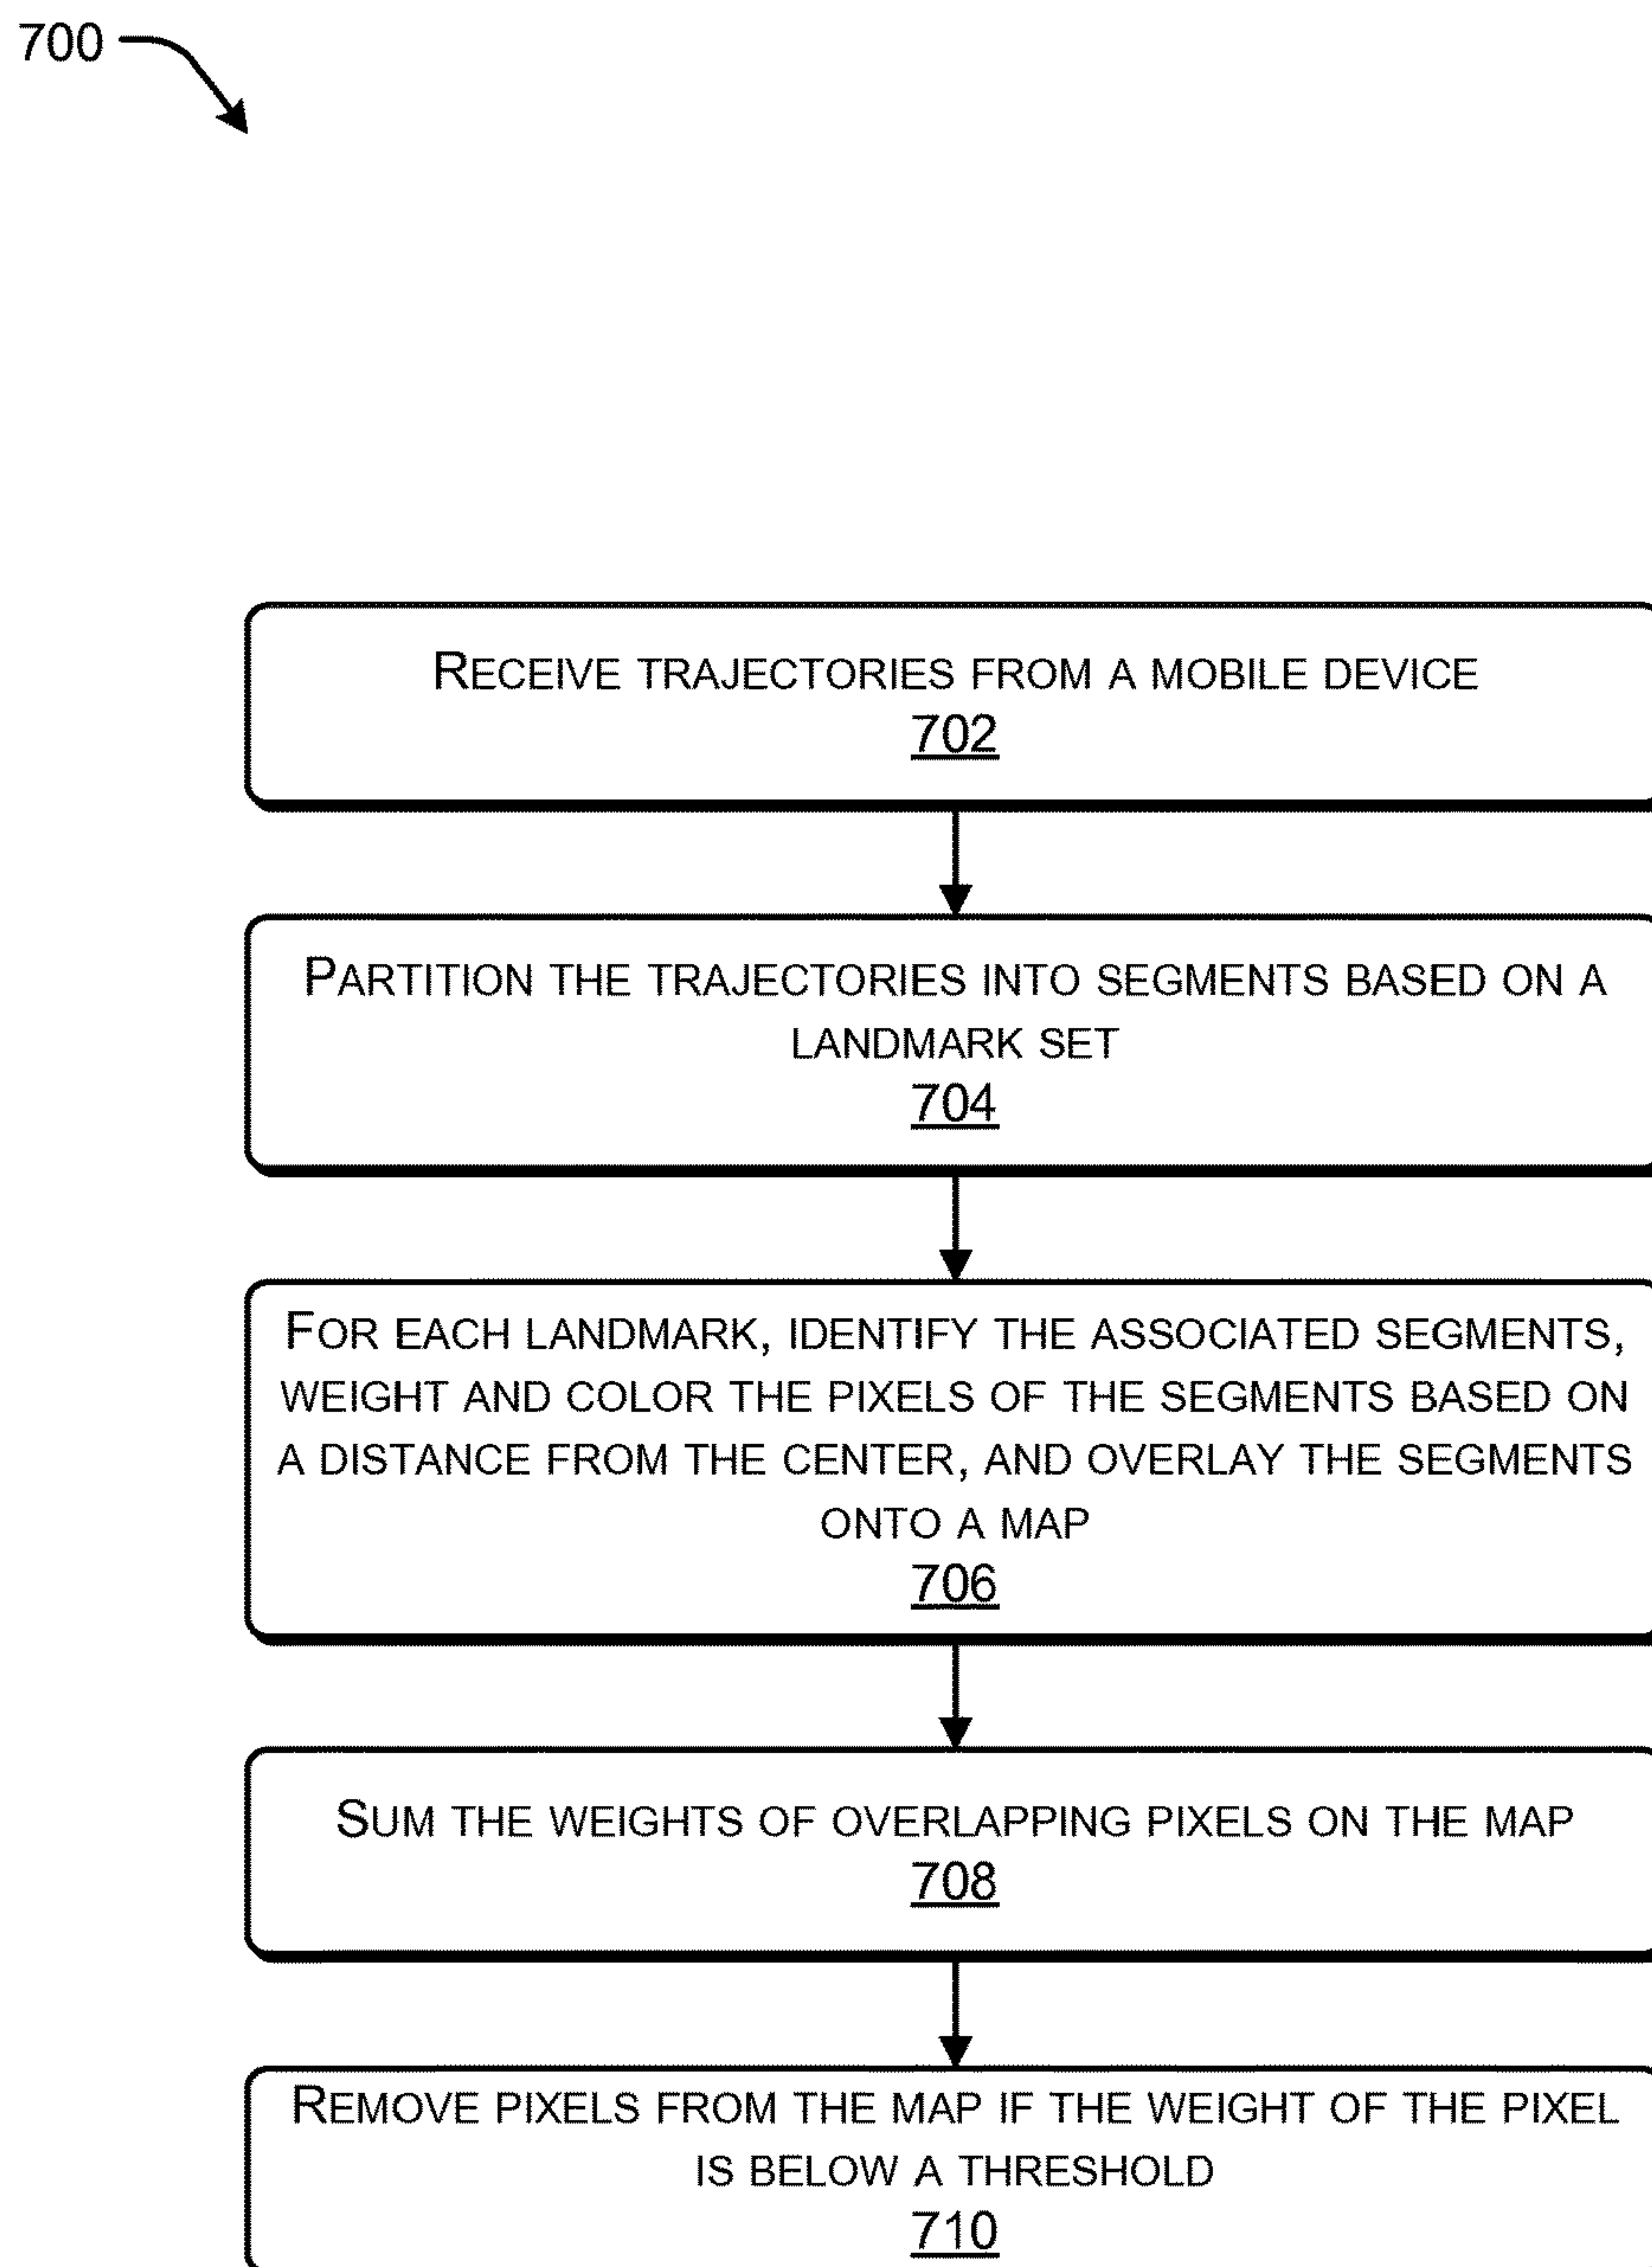 700
RECEIVE TRAJECTORIES FROM A MOBILE DEVICE
702
PARTITION THE TRAJECTORIES INTO SEGMENTS BASED ON A
LANDMARK SET
704
FOR EACH LANDMARK, IDENTIFY THE ASSOCIATED SEGMENTS,
WEIGHT AND COLOR THE PIXELS OF THE SEGMENTS BASED ON
A DISTANCE FROM THE CENTER, AND OVERLAY THE SEGMENTS
ONTO A MAP
706
SUM THE WEIGHTS OF OVERLAPPING PIXELS ON THE MAP
708
REMOVE PIXELS FROM THE MAP IF THE WEIGHT OF THE PIXEL
IS BELOW A THRESHOLD
710